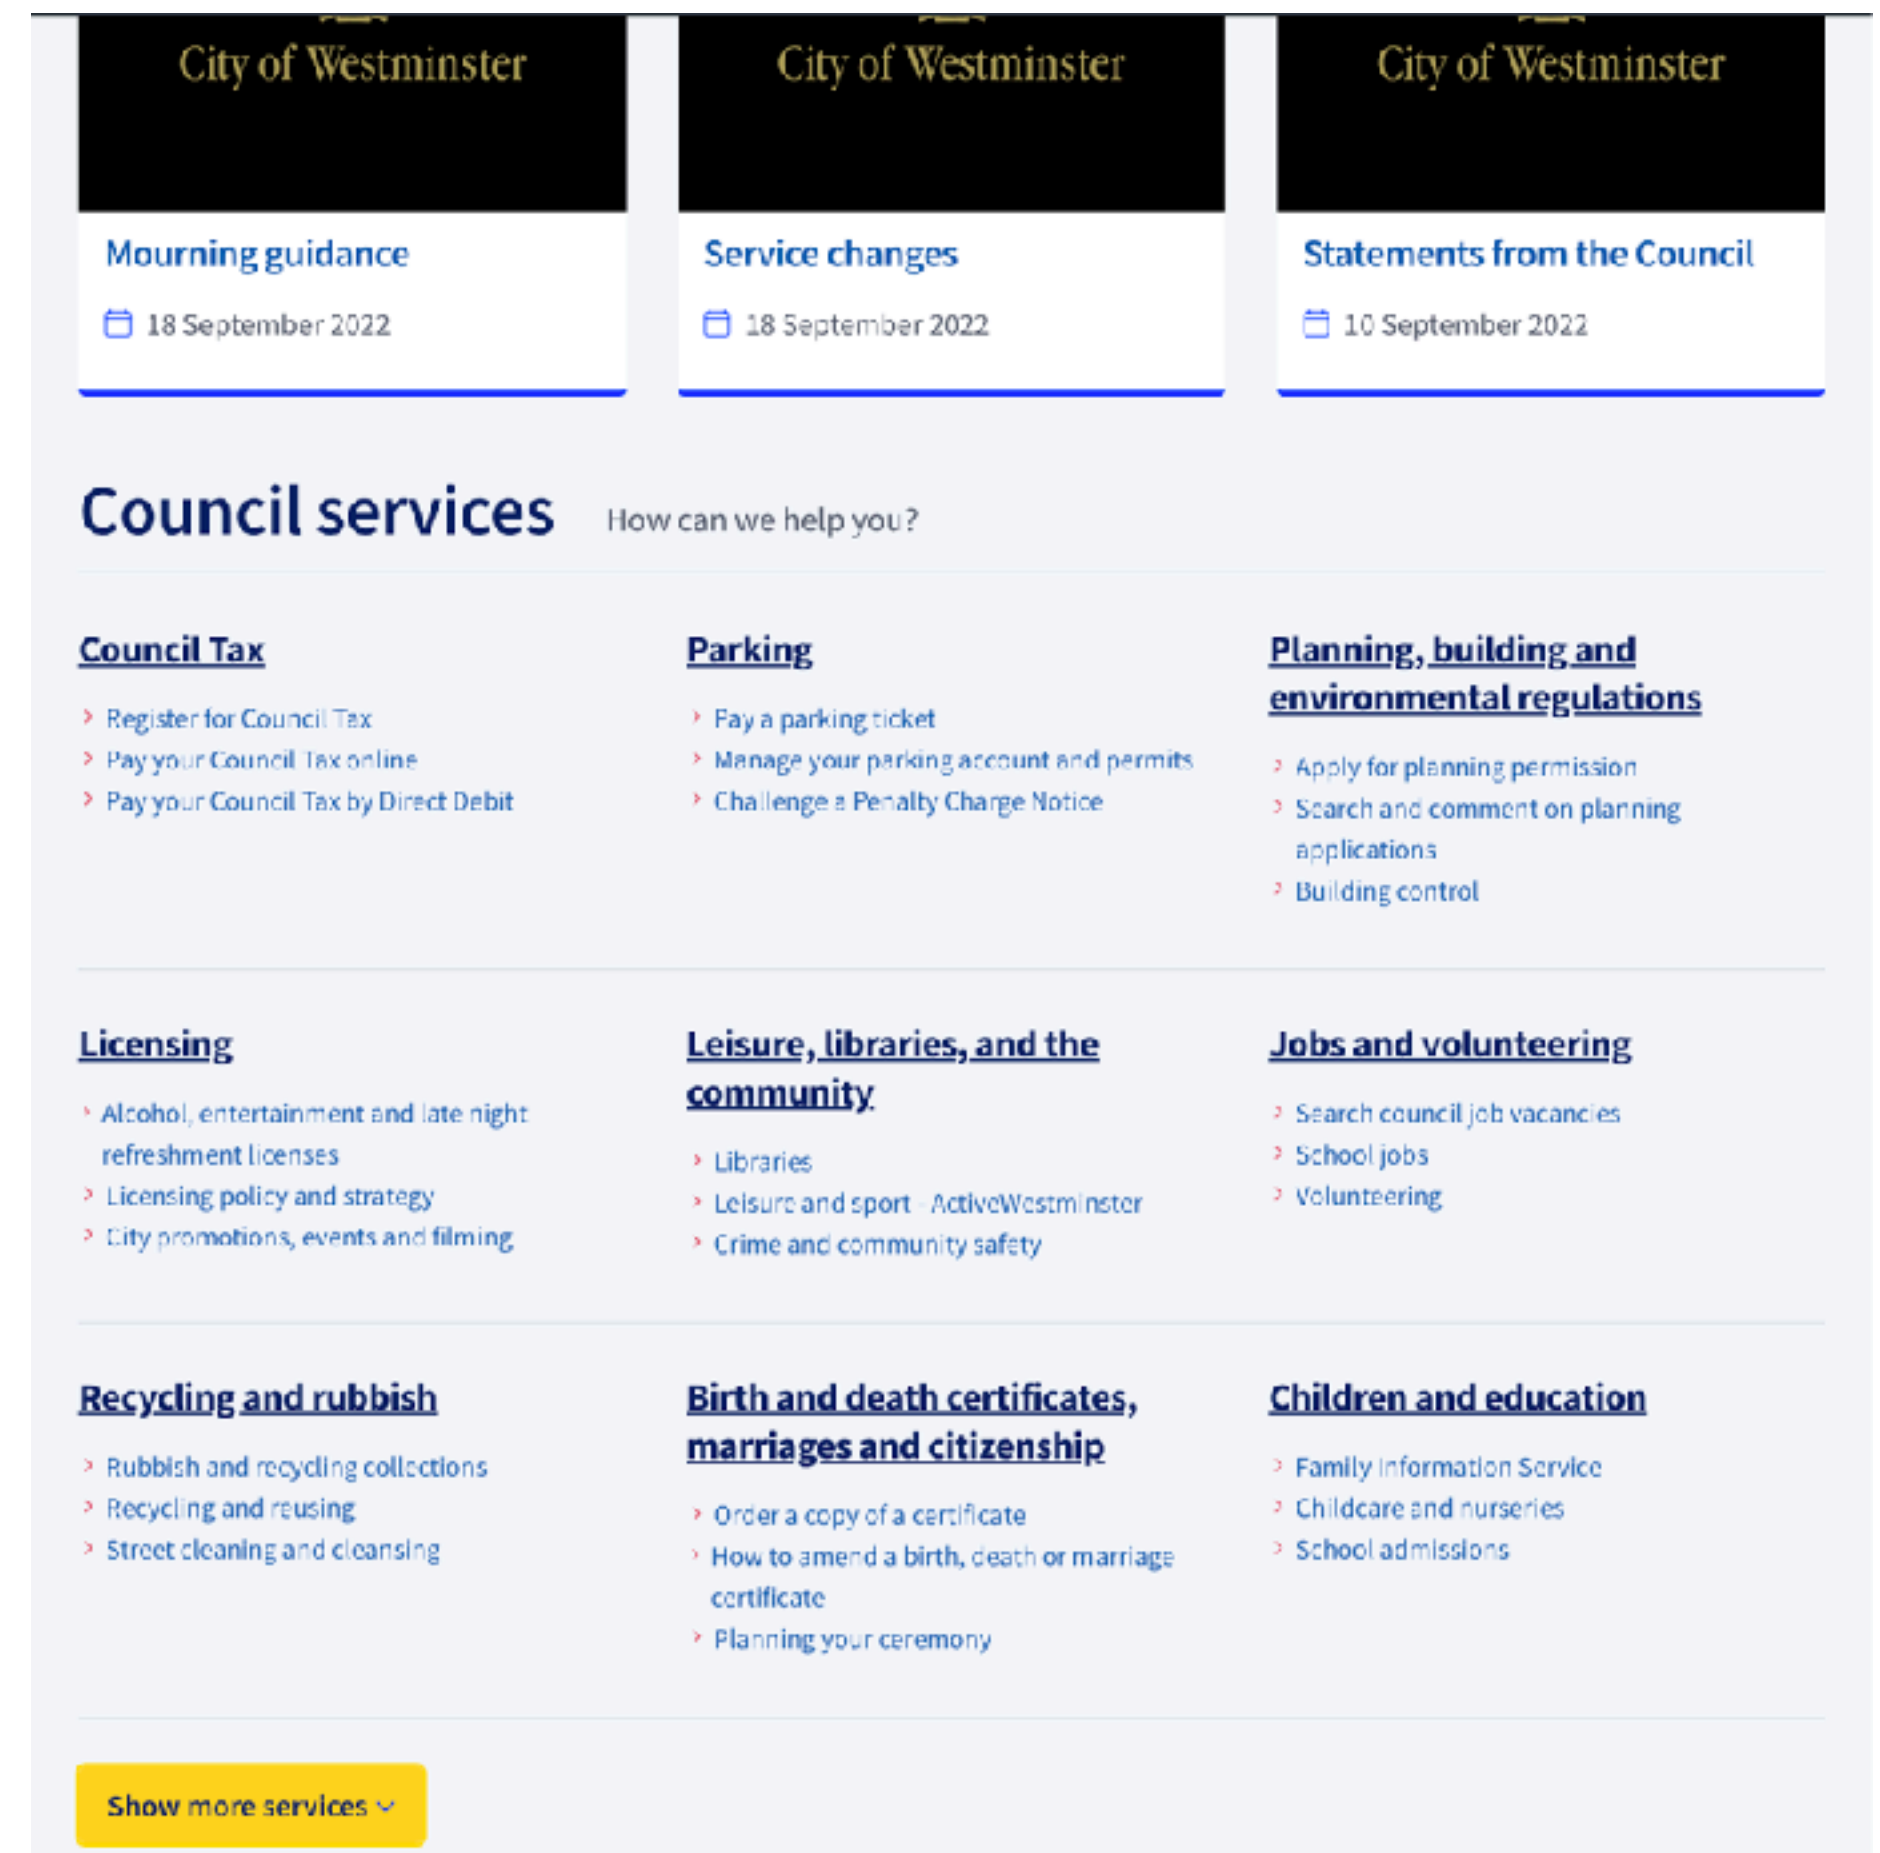 City of Westminster
City of Westminster
City of Westminster
Mourning guidance
18 September 2022
Service changes
18 September 2022
Statements from the Council
10 September 2022
Council services
How can we help you?
Council Tax
Register for Council Tax
Pay your Council Tax online
Pay your Council Tax by Direct Debit
Parking
Pay a parking ticket
Manage your parking account and permits
Challenge a Penalty Charge Notice
Planning, building and
environmental regulations
Apply for planning permission
Search and comment on planning
applications
Building control
Licensing
Alcohol, entertainment and late night
refreshment licenses
Licensing policy and strategy
City promotions, events and filming
Leisure, libraries, and the
community
Libraries
Leisure and sport - ActiveWestminster
Crime and community safety
Jobs and volunteering
Search council job vacancies
School jobs
Volunteering
Recycling and rubbish
Rubbish and recycling collections
Recycling and reusing
Street cleaning and cleansing
Birth and death certificates,
marriages and citizenship
Order a copy of a certificate
How to amend a birth, death or marriage
certificate
Planning your ceremony
Children and education
Family Information Service
Childcare and nurseries
School admissions
Show more services